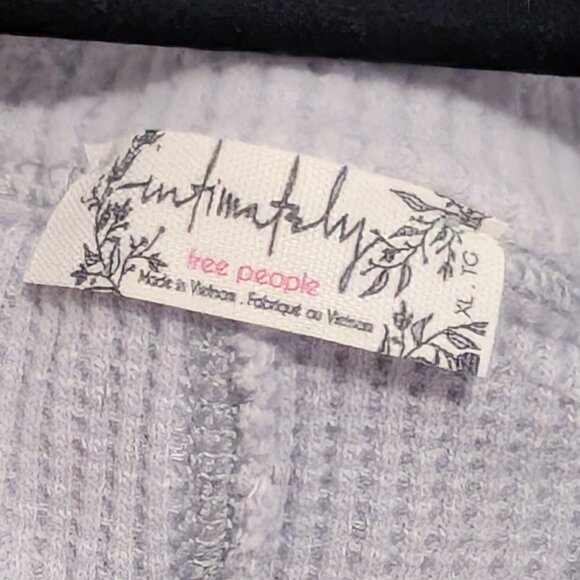 intimately
free people
Made in Vietnam . Fabriqué au Vietnam
XL . TG